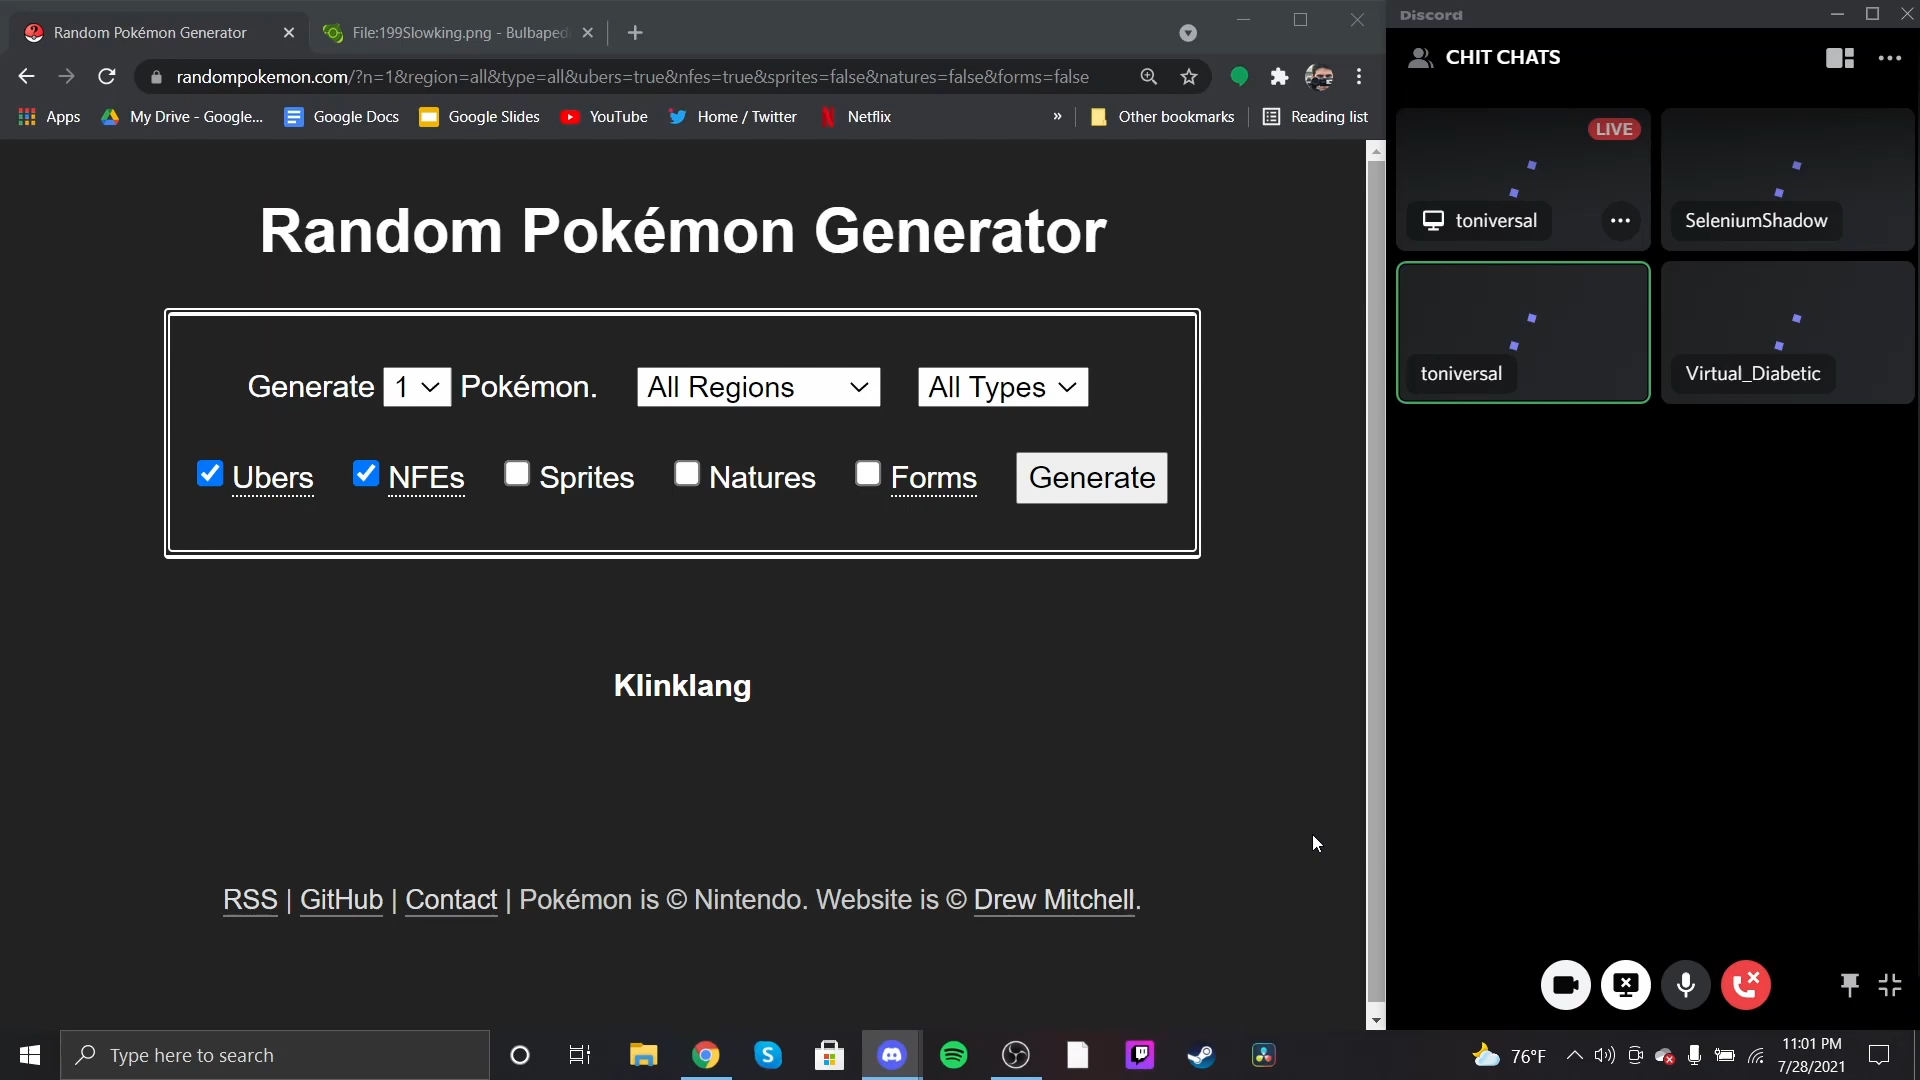 Random Pokémon Generator
File:199Slowking.png - Bulbaped
randompokemon.com/?n=1&region=all&type=all&ubers=true&nfes=true&sprites=false&natures=false&forms=false
Apps
My Drive - Google...
Google Docs
Google Slides
YouTube
Home / Twitter
Netflix
»
Other bookmarks
Reading list
Random Pokémon Generator
Generate 1 Pokémon. All Regions All Types
Ubers NFEs Sprites Natures Forms Generate
Klinklang
RSS | GitHub | Contact | Pokémon is © Nintendo. Website is © Drew Mitchell.
Discord
CHIT CHATS
LIVE
toniversal
SeleniumShadow
toniversal
Virtual_Diabetic
Type here to search
76°F
11:01 PM
7/28/2021